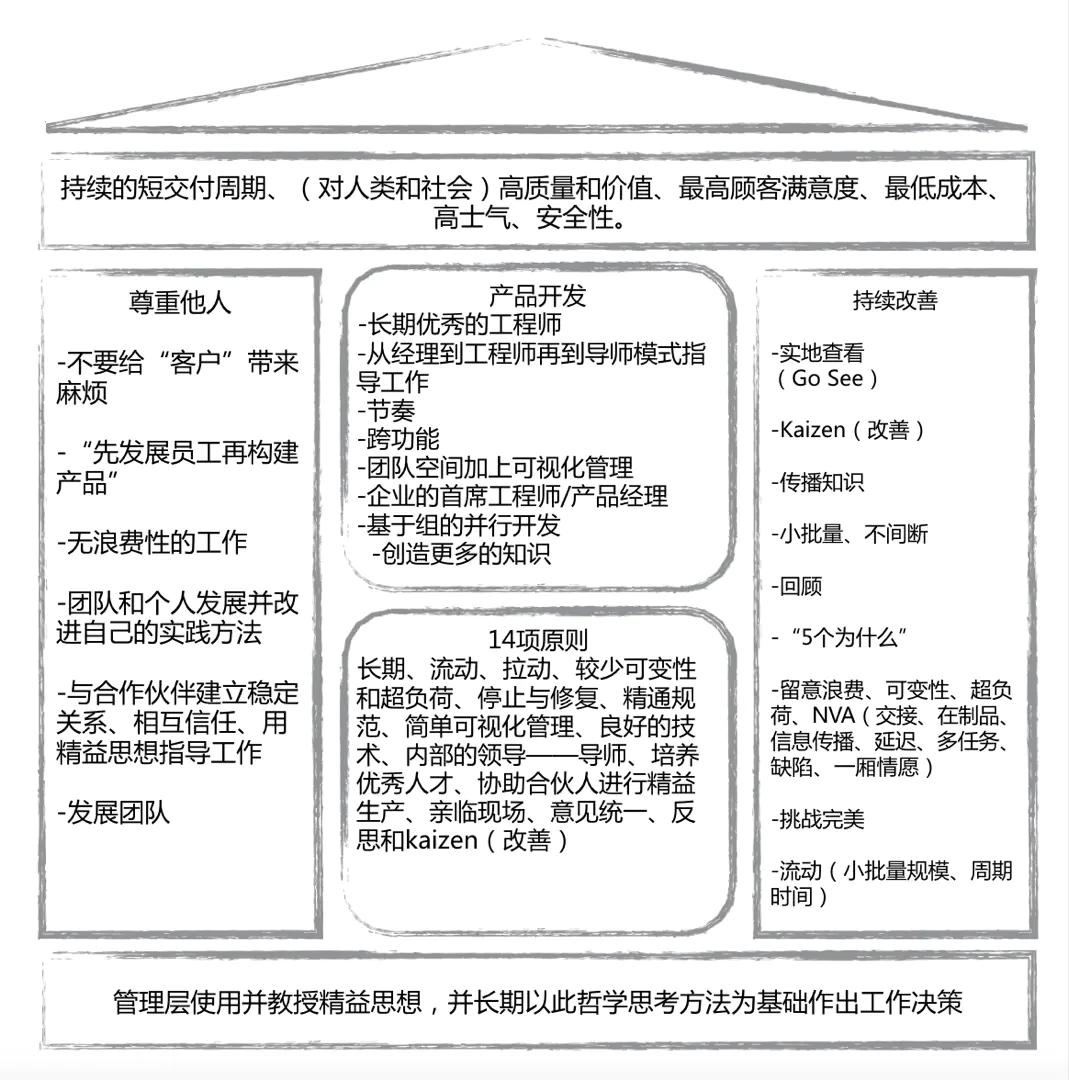 持续的短交付周期、（对人类和社会）高质量和价值、最高顾客满意度、最低成本、
高士气、安全性。
尊重他人
-不要给“客户”带来
麻烦
-“先发展员工再构建
产品”
-无浪费性的工作
-团队和个人发展并改
进自己的实践方法
-与合作伙伴建立稳定
关系、相互信任、用
精益思想指导工作
-发展团队
产品开发
-长期优秀的工程师
-从经理到工程师再到导师模式指
导工作
-节奏
-跨功能
-团队空间加上可视化管理
-企业的首席工程师/产品经理
-基于组的并行开发
-创造更多的知识
14项原则
长期、流动、拉动、较少可变性
和超负荷、停止与修复、精通规
范、简单可视化管理、良好的技
术、内部的领导——导师、培养
优秀人才、协助合伙人进行精益
生产、亲临现场、意见统一、反
思和kaizen（改善）
持续改善
-实地查看
（Go See）
-Kaizen（改善）
-传播知识
-小批量、不间断
-回顾
-“5个为什么”
-留意浪费、可变性、超负
荷、NVA（交接、在制品、
信息传播、延迟、多任务、
缺陷、一厢情愿）
-挑战完美
-流动（小批量规模、周期
时间）
管理层使用并教授精益思想，并长期以此哲学思考方法为基础作出工作决策